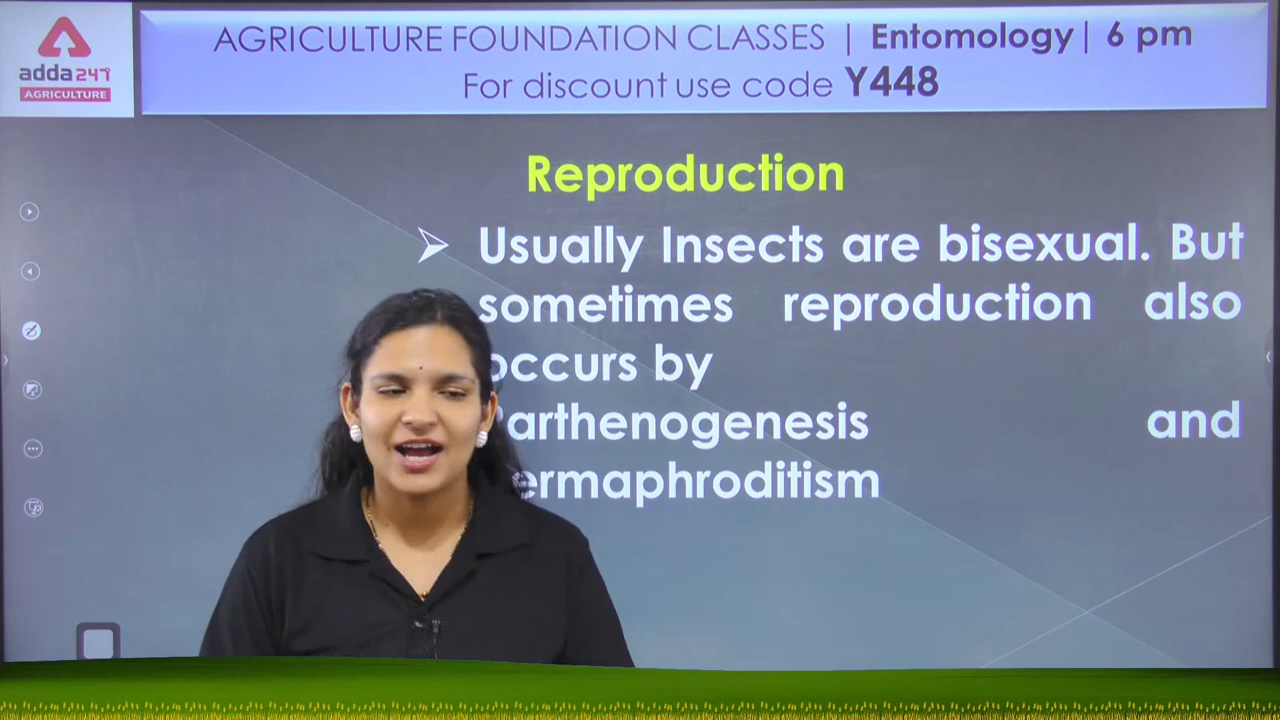 adda247
AGRICULTURE
AGRICULTURE FOUNDATION CLASSES | Entomology| 6 pm
For discount use code Y448
Reproduction
Usually Insects are bisexual. But
sometimes reproduction also
occurs by
Parthenogenesis and
ermaphroditism